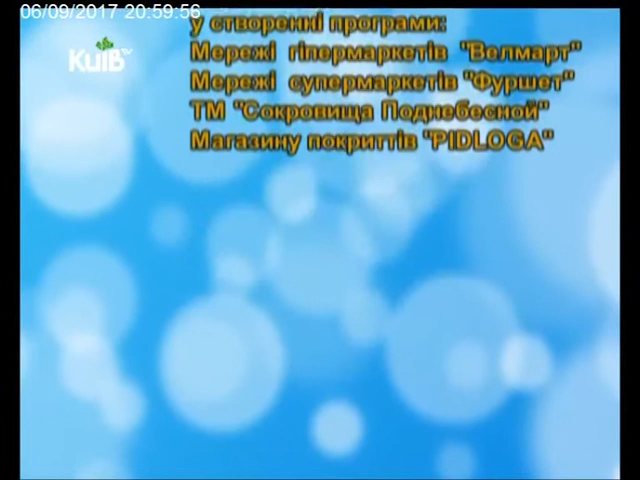 06/09/2017 20:59:56
у створенні програми:
КиїВ TV
Мережі гіпермаркетів "Велмарт"
Мережі супермаркетів "Фуршет"
ТМ "Сокровища Поднебесной"
Магазину покриттів "PIDLOGA"